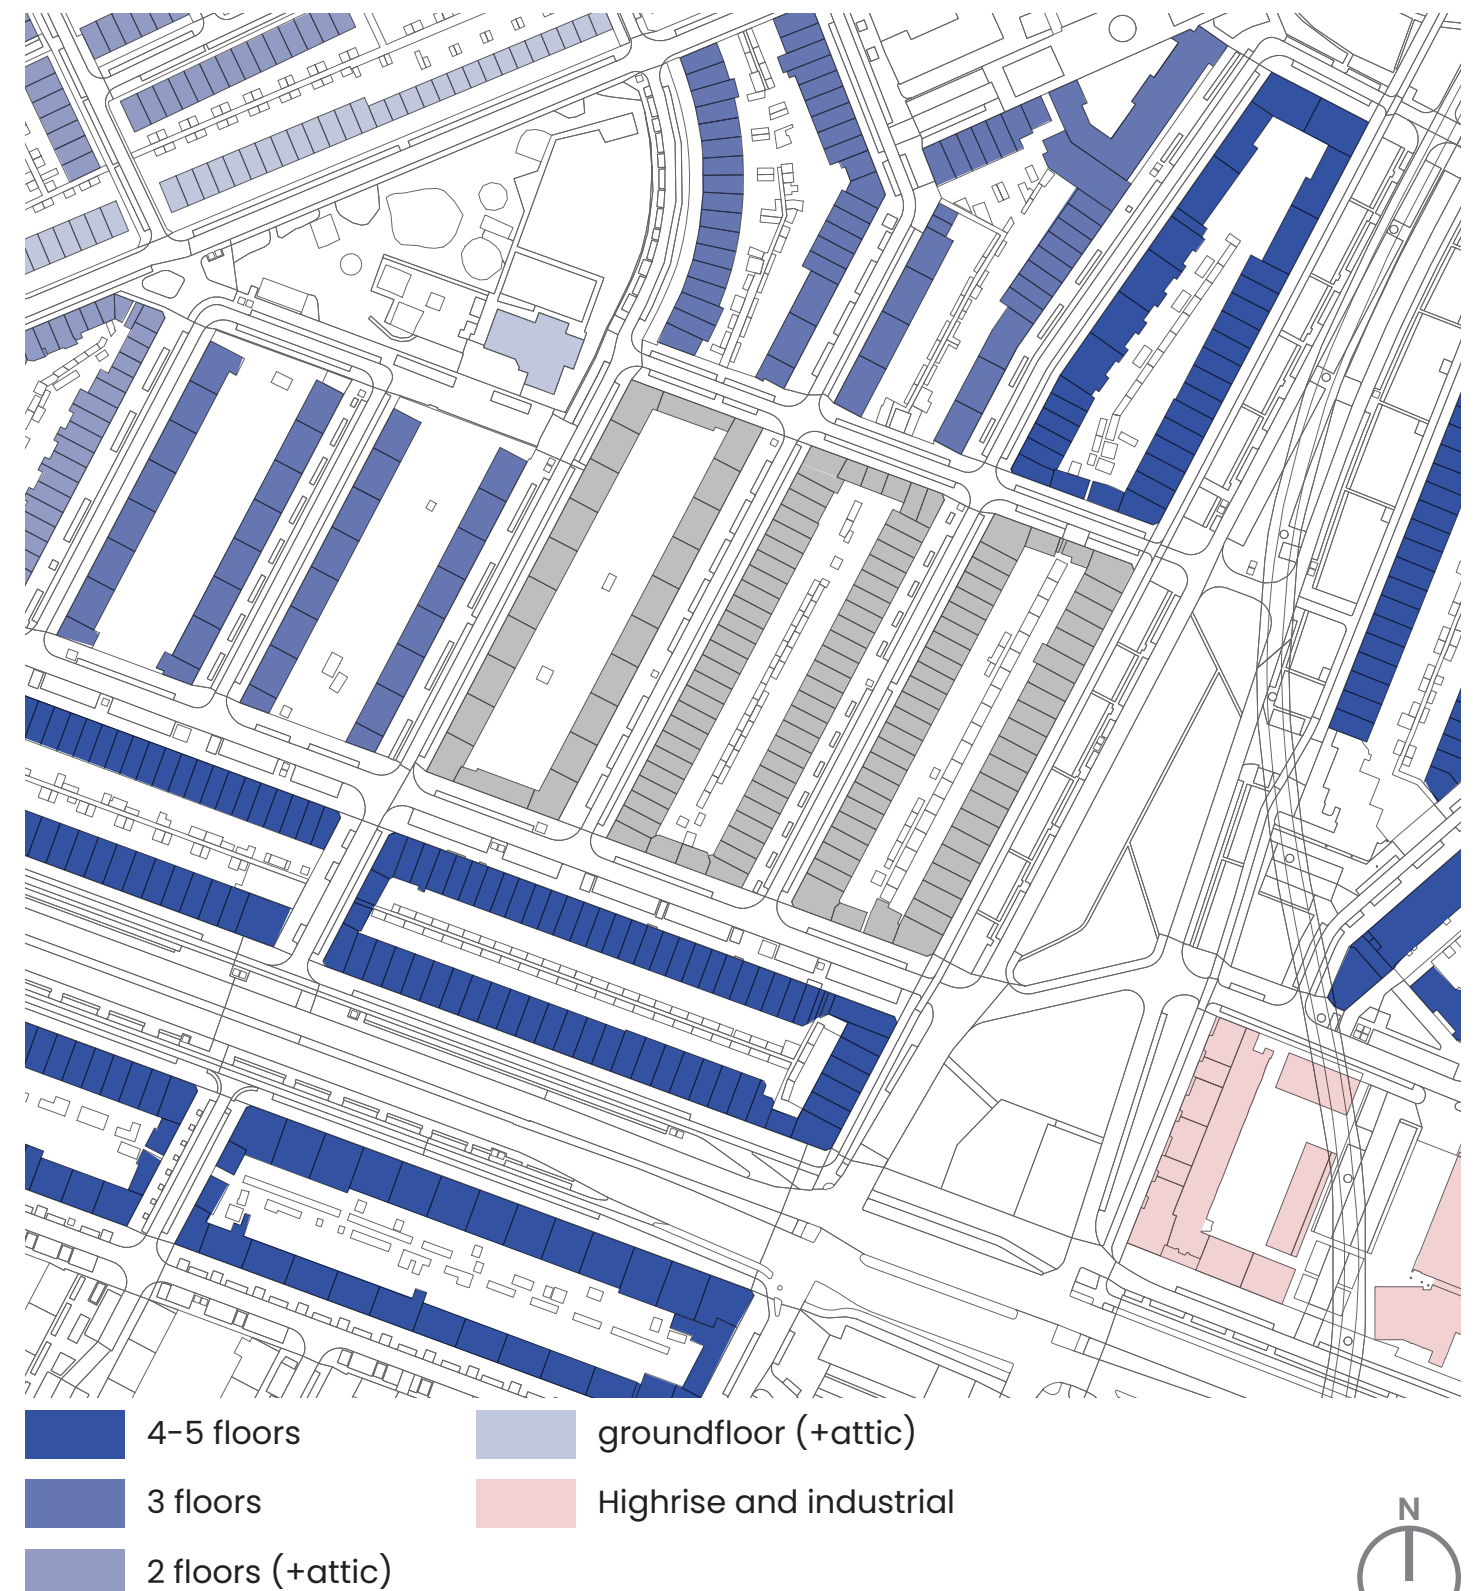 4-5 floors
3 floors
2 floors (+attic)
groundfloor (+attic)
Highrise and industrial
N